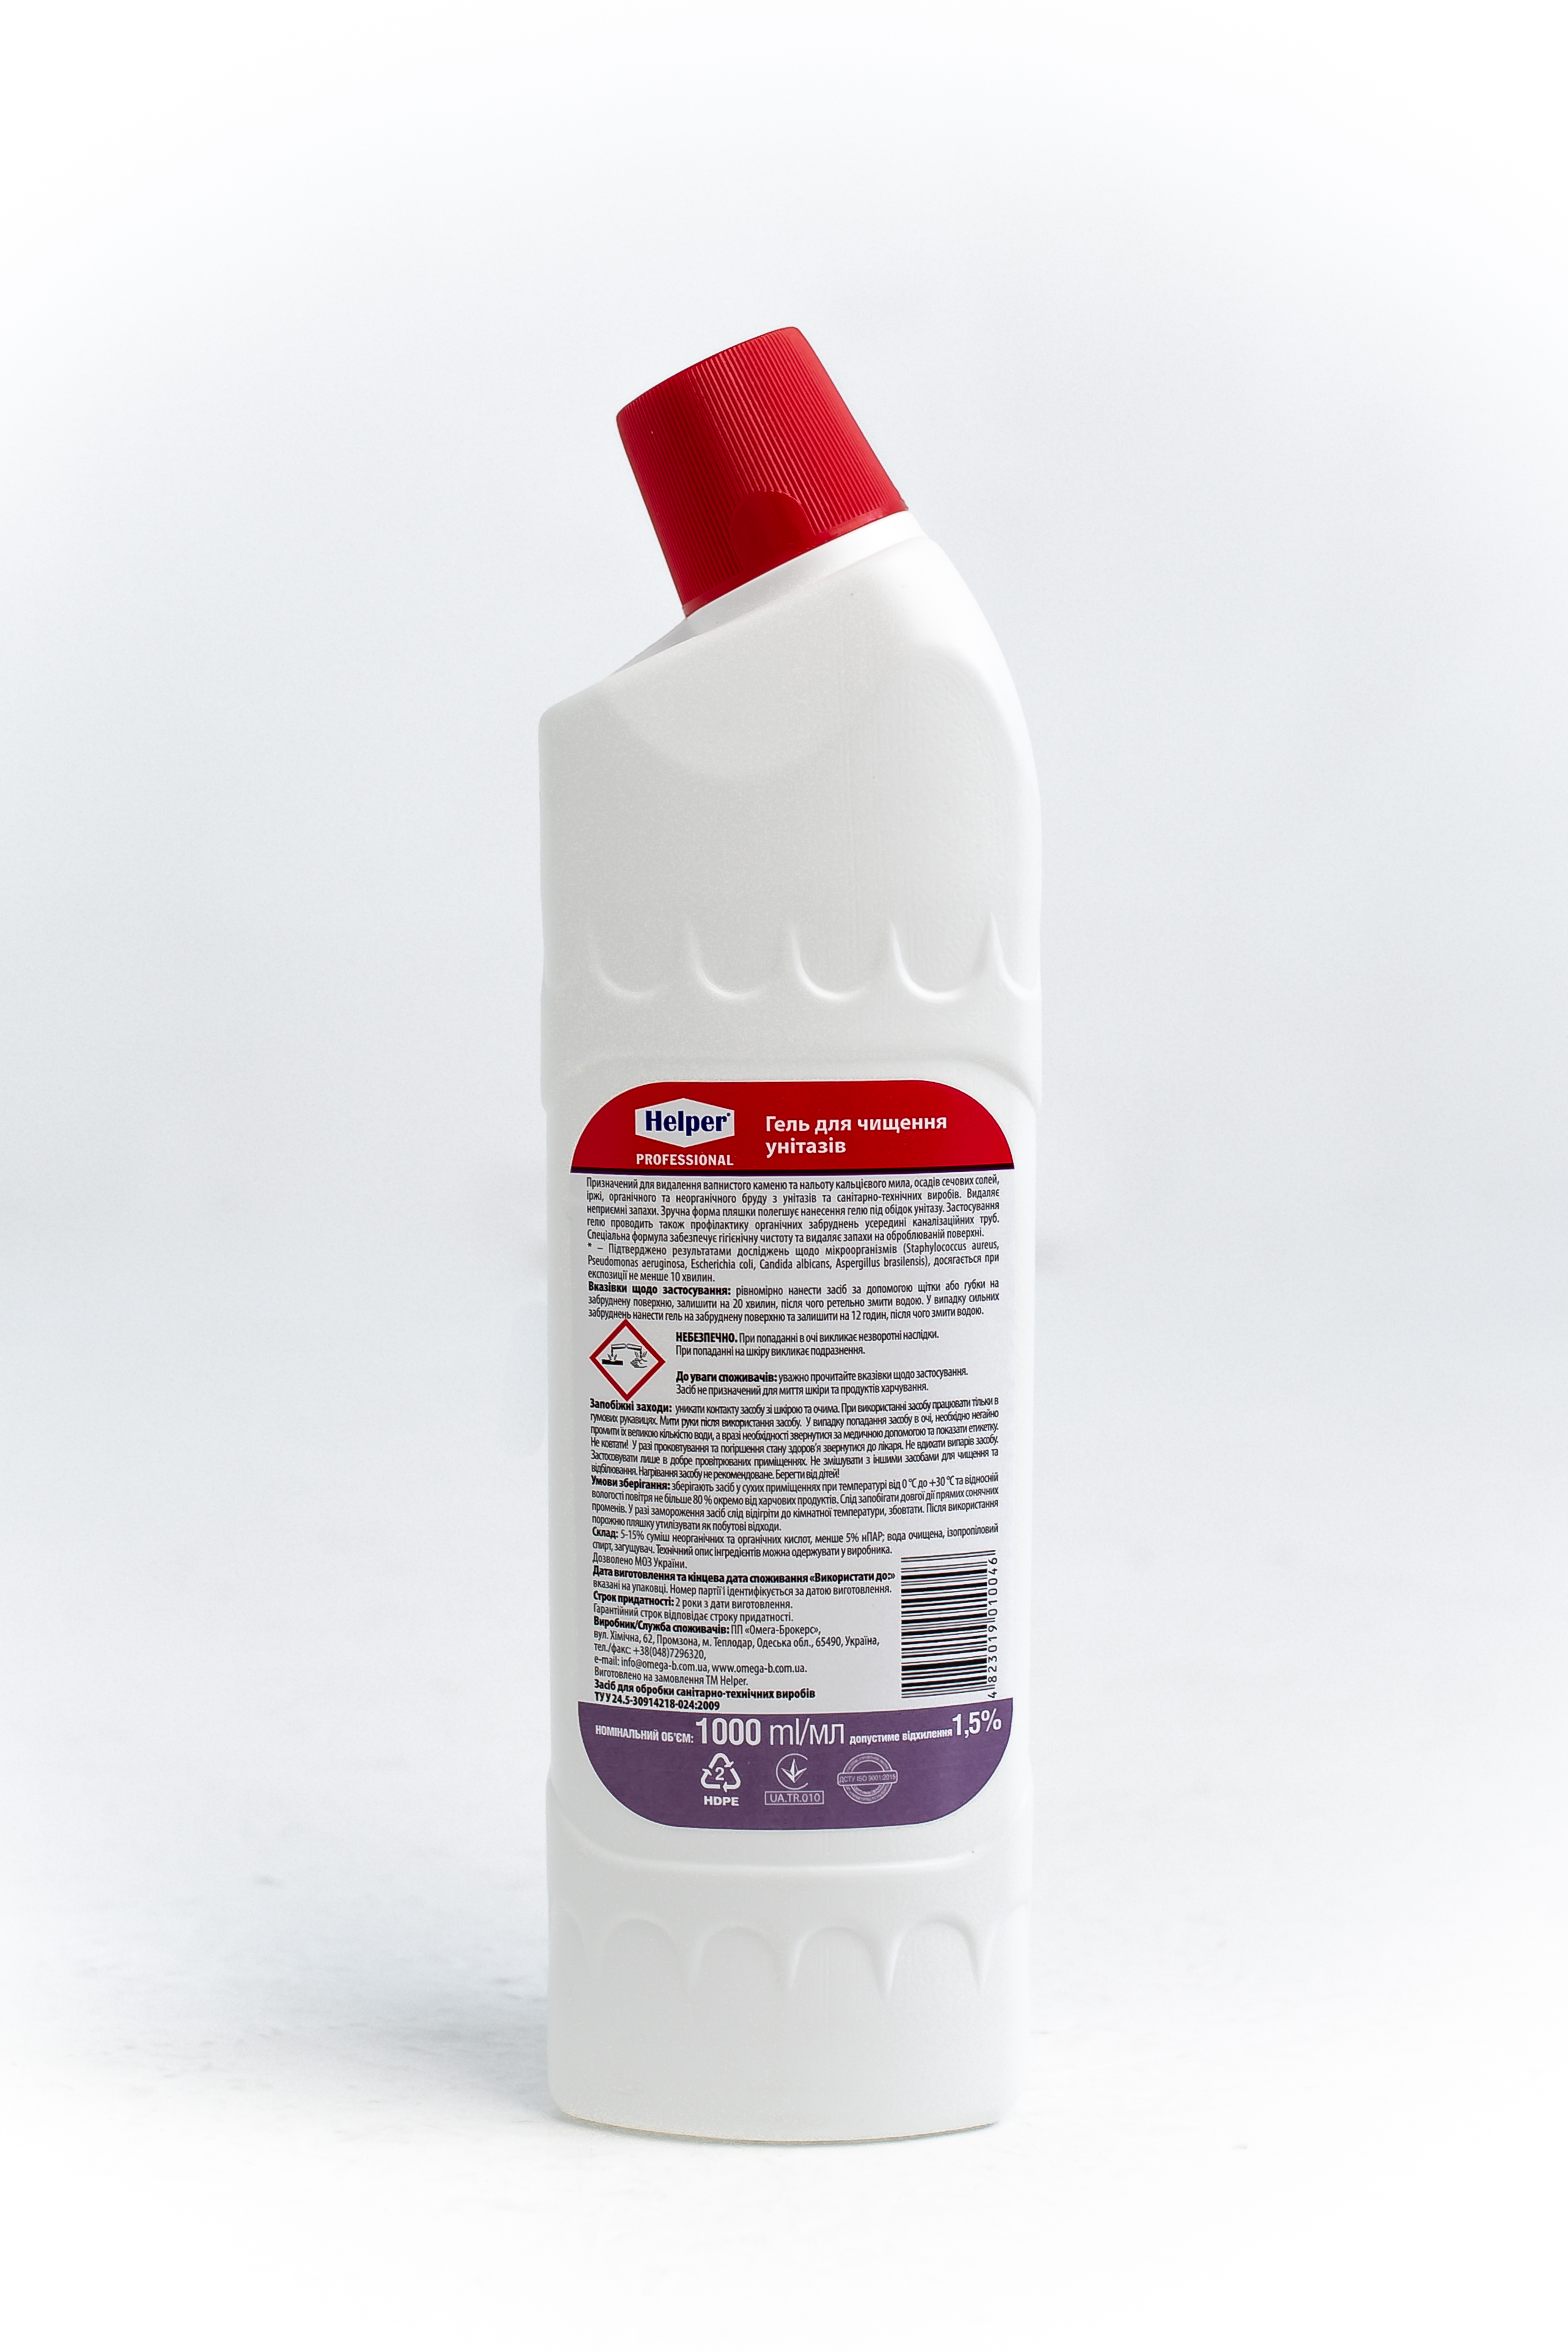 Helper®
PROFESSIONAL
Гель для чищення
унітазів
Призначений для видалення вапнистого каменю та нальоту кальцієвого мила, осадів сечових солей,
іржі, органічного та неорганічного бруду з унітазів та санітарно-технічних виробів. Видаляє
неприємні запахи. Зручна форма пляшки полегшує нанесення гелю під обідок унітазу. Застосування
гелю проводить також профілактику органічних забруднень усередині каналізаційних труб.
Спеціальна формула забезпечує гігієнічну чистоту та видаляє запахи на оброблюваній поверхні.
* – Підтверджено результатами досліджень щодо мікроорганізмів (Staphylococcus aureus,
Pseudomonas aeruginosa, Escherichia coli, Candida albicans, Aspergillus brasilensis), досягається при
експозиції не менше 10 хвилин.
Вказівки щодо застосування: рівномірно нанести засіб за допомогою щітки або губки на
забруднену поверхню, залишити на 20 хвилин, після чого ретельно змити водою. У випадку сильних
забруднень нанести гель на забруднену поверхню та залишити на 12 годин, після чого змити водою.
НЕБЕЗПЕЧНО. При попаданні в очі викликає незворотні наслідки.
При попаданні на шкіру викликає подразнення.
До уваги споживачів: уважно прочитайте вказівки щодо застосування.
Засіб не призначений для миття шкіри та продуктів харчування.
Запобіжні заходи: уникати контакту засобу зі шкірою та очима. При використанні засобу працювати тільки в
гумових рукавицях. Мити руки після використання засобу. У випадку попадання засобу в очі, необхідно негайно
промити їх великою кількістю води, а вразі необхідності звернутися за медичною допомогою та показати етикетку.
Не ковтати! У разі проковтування та погіршення стану здоров'я звернутися до лікаря. Не вдихати випарів засобу.
Застосовувати лише в добре провітрюваних приміщеннях. Не змішувати з іншими засобами для чищення та
відбілювання. Нагрівання засобу не рекомендоване. Берегти від дітей!
Умови зберігання: зберігають засіб у сухих приміщеннях при температурі від 0 °С до +30 °С та відносній
вологості повітря не більше 80 % окремо від харчових продуктів. Слід запобігати довгої дії прямих сонячних
променів. У разі замороження засіб слід відігріти до кімнатної температури, збовтати. Після використання
порожню пляшку утилізувати як побутові відходи.
Склад: 5-15% суміш неорганічних та органічних кислот, менше 5% нПАР; вода очищена, ізопропіловий
спирт, загущувач. Технічний опис інгредієнтів можна одержувати у виробника.
Дозволено МОЗ України.
Дата виготовлення та кінцева дата споживання «Використати до:»
вказані на упаковці. Номер партії і ідентифікується за датою виготовлення.
Строк придатності: 2 роки з дати виготовлення.
Гарантійний строк відповідає строку придатності.
Виробник/Служба споживачів: ПП «Омега-Брокерс»,
вул. Хімічна, 62, Промзона, м. Теплодар, Одеська обл., 65490, Україна,
тел./факс: +38(048)7296320,
e-mail: info@omega-b.com.ua, www.omega-b.com.ua.
Виготовлено на замовлення ТМ Helper.
Засіб для обробки санітарно-технічних виробів
ТУ У 24.5-30914218-024:2009
4 823019 010046
НОМІНАЛЬНИЙ ОБ'ЄМ: 1000 ml/мл допустиме відхилення 1,5%
2
HDPE
UA.TR.010
ДСТУ ISO 9001:2015